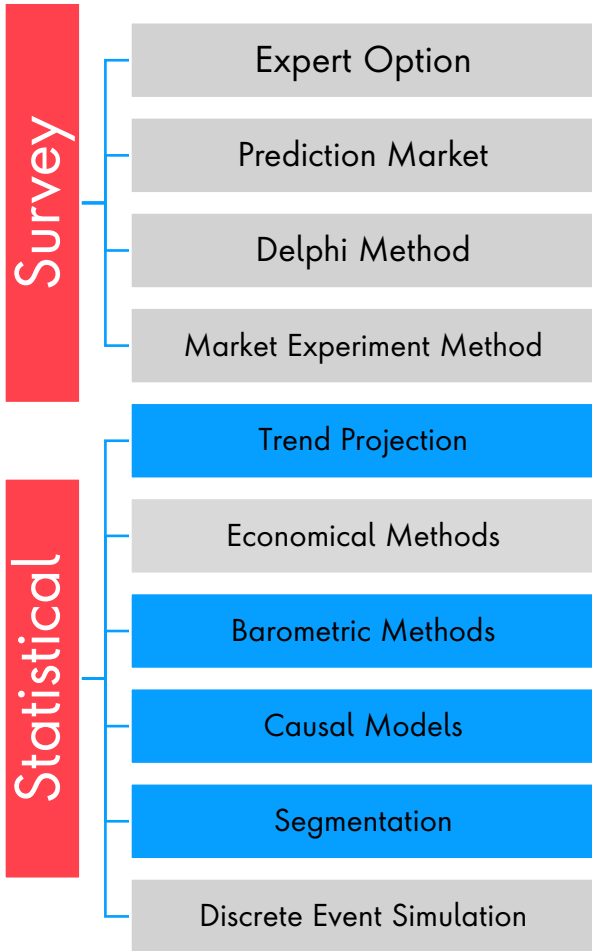 Survey
Expert Option
Prediction Market
Delphi Method
Market Experiment Method
Statistical
Trend Projection
Economical Methods
Barometric Methods
Causal Models
Segmentation
Discrete Event Simulation